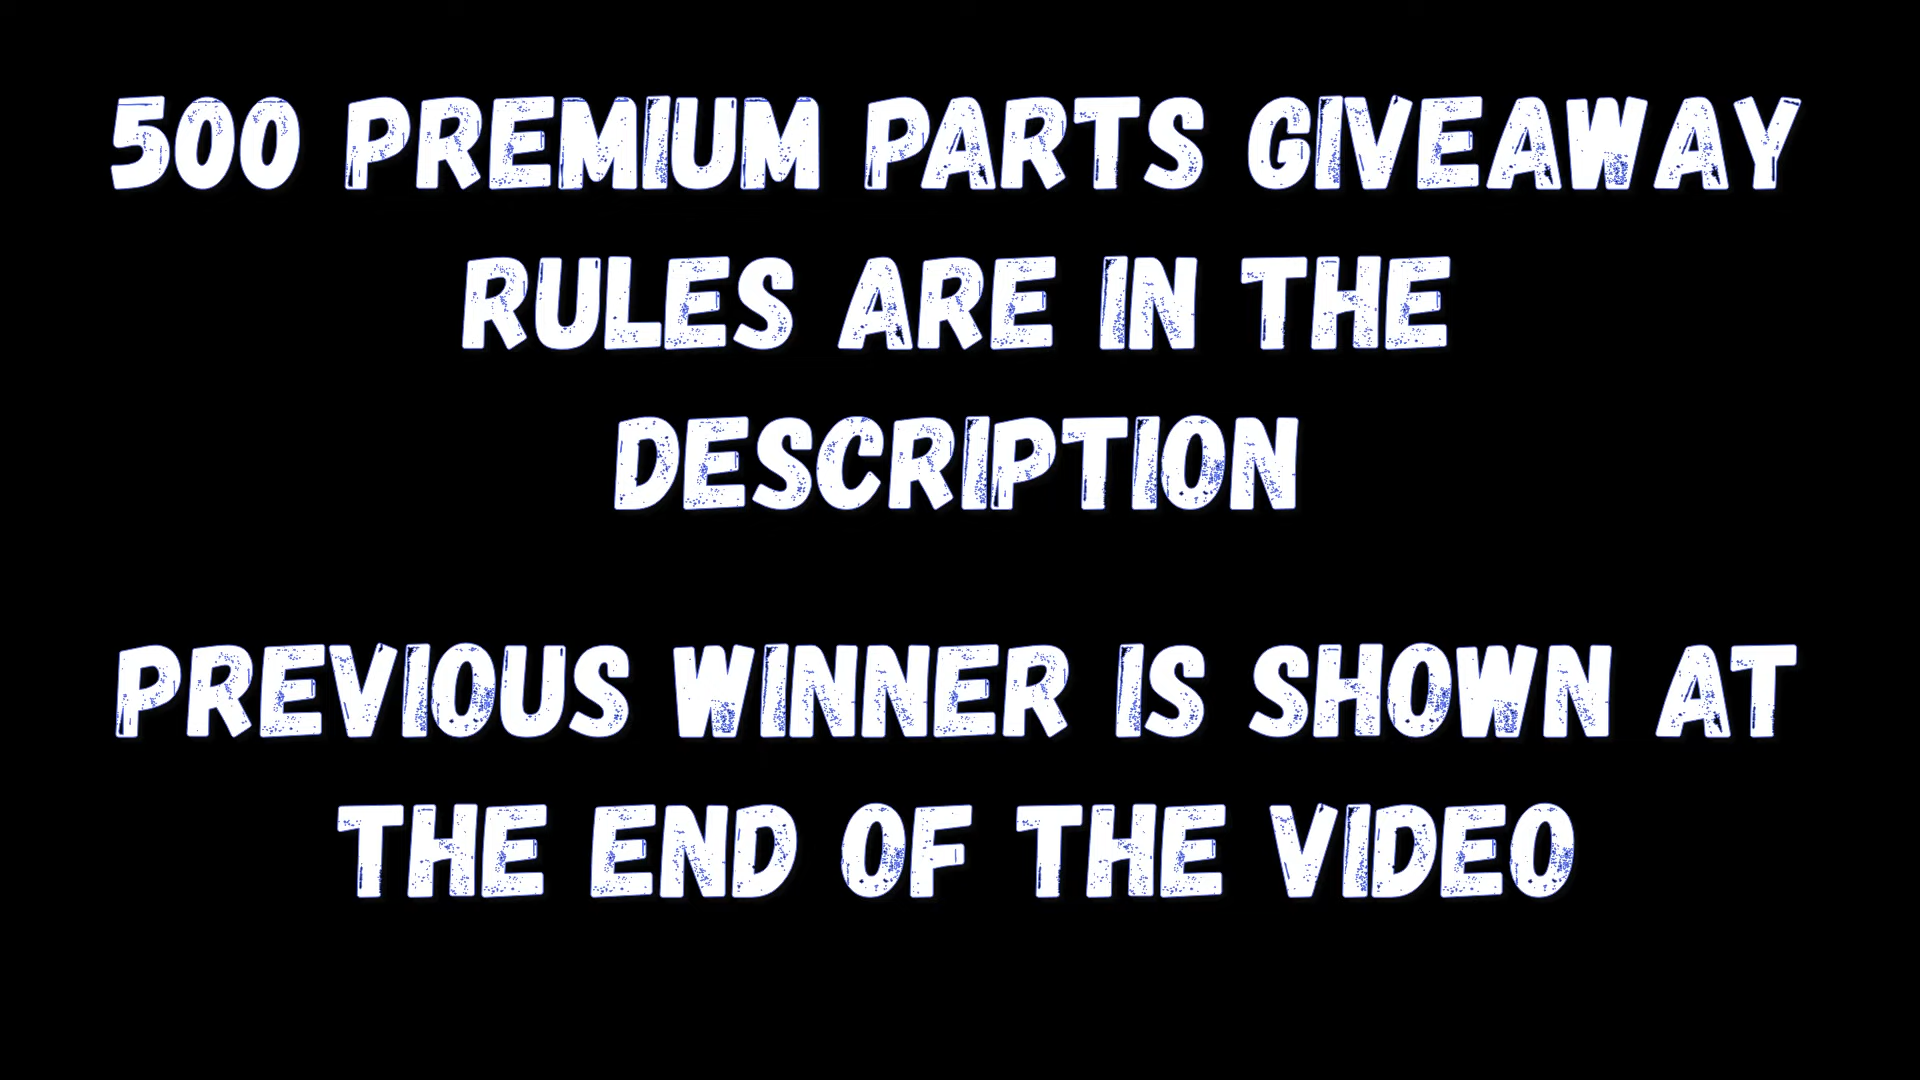 500 PREMIUM PARTS GIVEAWAY
RULES ARE IN THE
DESCRIPTION
PREVIOUS WINNER IS SHOWN AT
THE END OF THE VIDEO